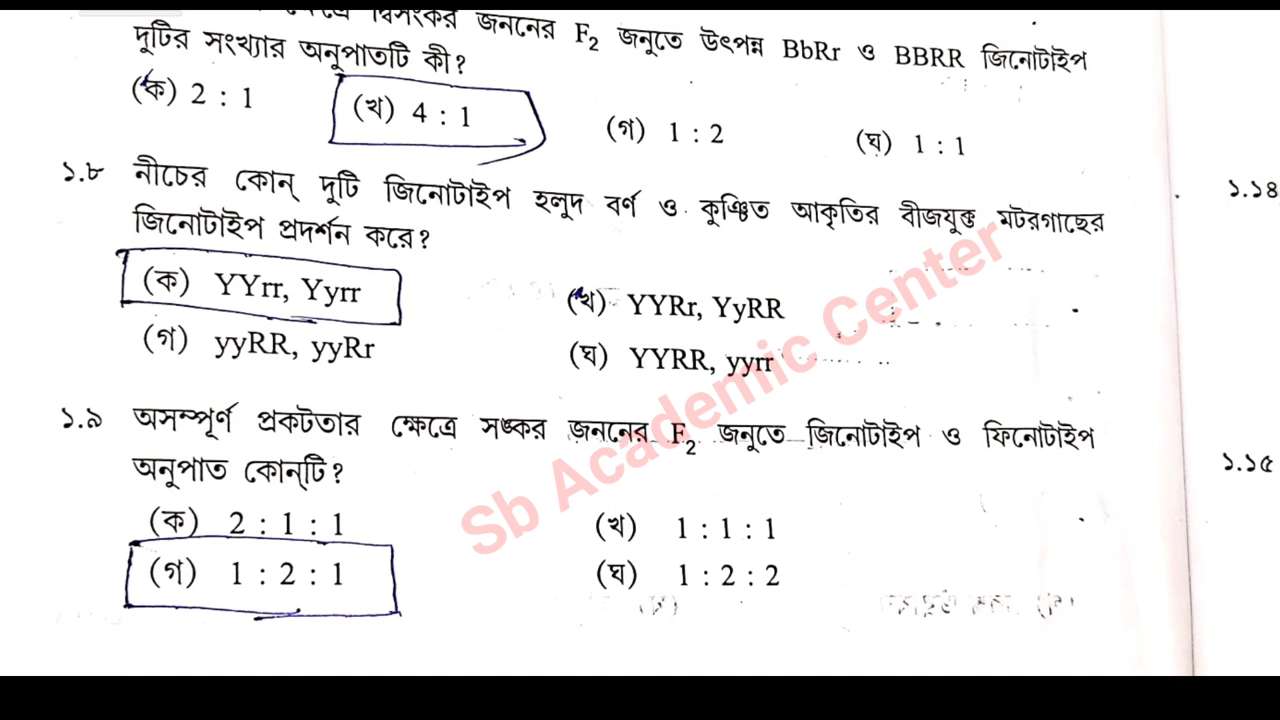 ক্ষেত্রে দ্বিসংকর জননের F₂ জনুতে উৎপন্ন BbRr ও BBRR জিনোটাইপ
দুটির সংখ্যার অনুপাতটি কী?
(ক) 2 : 1 (খ) 4 : 1 (গ) 1 : 2 (ঘ) 1 : 1
১.৮ নীচের কোন্ দুটি জিনোটাইপ হলুদ বর্ণ ও কুঞ্চিত আকৃতির বীজযুক্ত মটরগাছের
১.১৪
জিনোটাইপ প্রদর্শন করে?
(ক) YYrr, Yyrr (খ) YYRr, YyRR
(গ) yyRR, yyRr (ঘ) YYRR, yyrr
১.৯ অসম্পূর্ণ প্রকটতার ক্ষেত্রে সঙ্কর জননের F₂ জনুতে জিনোটাইপ ও ফিনোটাইপ
অনুপাত কোন্‌টি?
১.১৫
(ক) 2 : 1 : 1 (খ) 1 : 1 : 1
(গ) 1 : 2 : 1 (ঘ) 1 : 2 : 2
Sb Academic Center